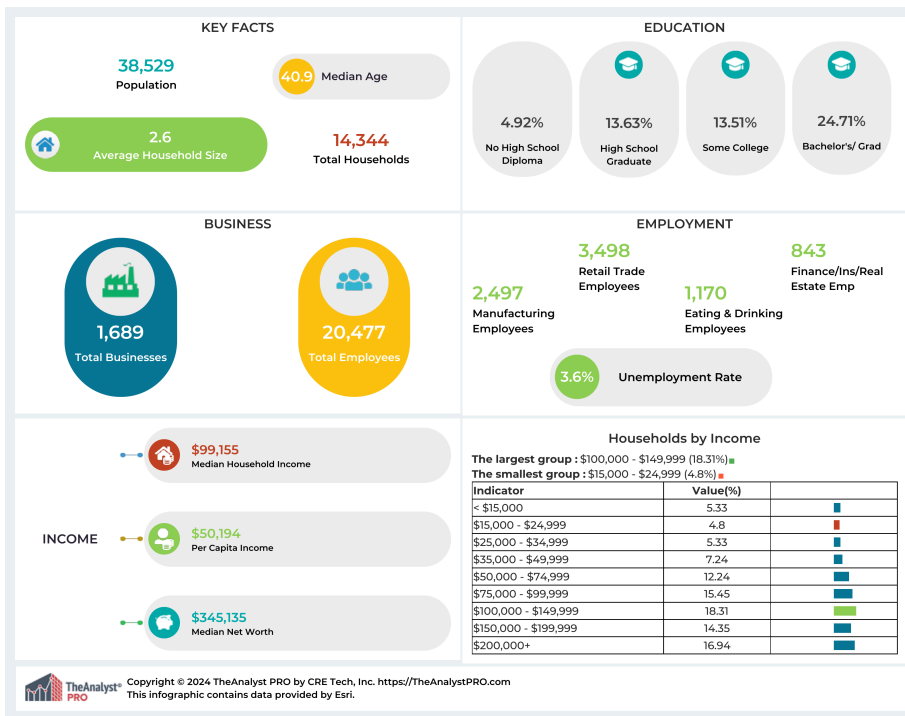 KEY FACTS
38,529
Population
40.9 Median Age
2.6
Average Household Size
14,344
Total Households
EDUCATION
4.92%
No High School
Diploma
13.63%
High School
Graduate
13.51%
Some College
24.71%
Bachelor's/ Grad
BUSINESS
1,689
Total Businesses
20,477
Total Employees
EMPLOYMENT
2,497
Manufacturing
Employees
3,498
Retail Trade
Employees
1,170
Eating & Drinking
Employees
843
Finance/Ins/Real
Estate Emp
3.6% Unemployment Rate
INCOME
$99,155
Median Household Income
$50,194
Per Capita Income
$345,135
Median Net Worth
Households by Income
The largest group : $100,000 - $149,999 (18.31%)
The smallest group : $15,000 - $24,999 (4.8%)
Indicator Value(%)
< $15,000 5.33
$15,000 - $24,999 4.8
$25,000 - $34,999 5.33
$35,000 - $49,999 7.24
$50,000 - $74,999 12.24
$75,000 - $99,999 15.45
$100,000 - $149,999 18.31
$150,000 - $199,999 14.35
$200,000+ 16.94
TheAnalyst®
PRO
Copyright © 2024 TheAnalyst PRO by CRE Tech, Inc. https://TheAnalystPRO.com
This infographic contains data provided by Esri.